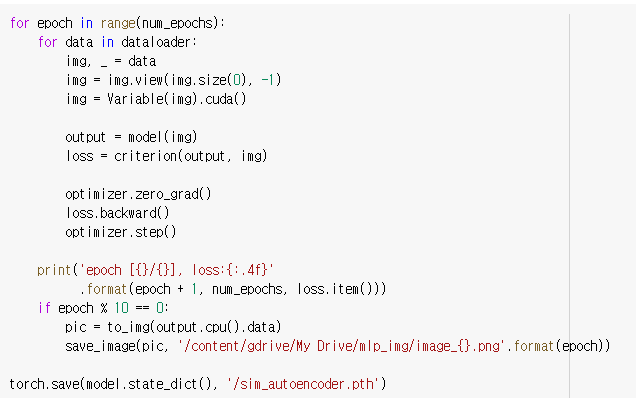 for epoch in range(num_epochs):
    for data in dataloader:
        img, _ = data
        img = img.view(img.size(0), -1)
        img = Variable(img).cuda()

        output = model(img)
        loss = criterion(output, img)

        optimizer.zero_grad()
        loss.backward()
        optimizer.step()

    print('epoch [{}/{}], loss:{:.4f}'
          .format(epoch + 1, num_epochs, loss.item()))
    if epoch % 10 == 0:
        pic = to_img(output.cpu().data)
        save_image(pic, '/content/gdrive/My Drive/mlp_img/image_{}.png'.format(epoch))

torch.save(model.state_dict(), '/sim_autoencoder.pth')